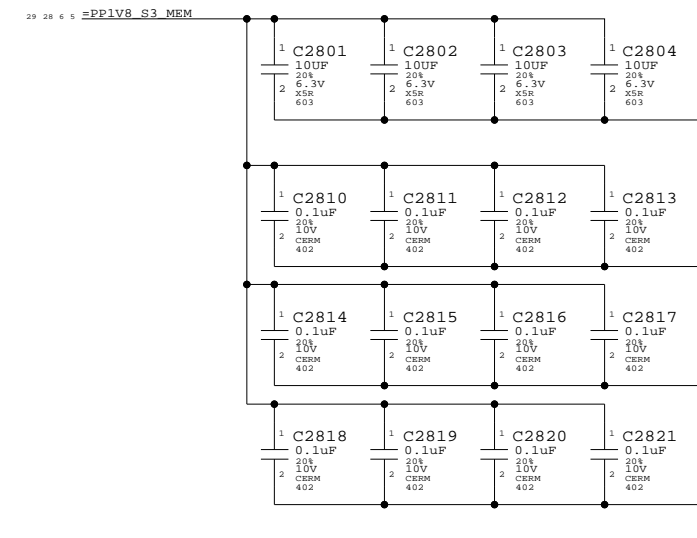 29 28 6 5 =PP1V8_S3_MEM
1 C2801 1 C2802 1 C2803 1 C2804
10UF 10UF 10UF 10UF
20% 20% 20% 20%
2 6.3V 2 6.3V 2 6.3V 2 6.3V
X5R X5R X5R X5R
603 603 603 603
1 C2810 1 C2811 1 C2812 1 C2813
0.1uF 0.1uF 0.1uF 0.1uF
20% 20% 20% 20%
2 10V 2 10V 2 10V 2 10V
CERM CERM CERM CERM
402 402 402 402
1 C2814 1 C2815 1 C2816 1 C2817
0.1uF 0.1uF 0.1uF 0.1uF
20% 20% 20% 20%
2 10V 2 10V 2 10V 2 10V
CERM CERM CERM CERM
402 402 402 402
1 C2818 1 C2819 1 C2820 1 C2821
0.1uF 0.1uF 0.1uF 0.1uF
20% 20% 20% 20%
2 10V 2 10V 2 10V 2 10V
CERM CERM CERM CERM
402 402 402 402